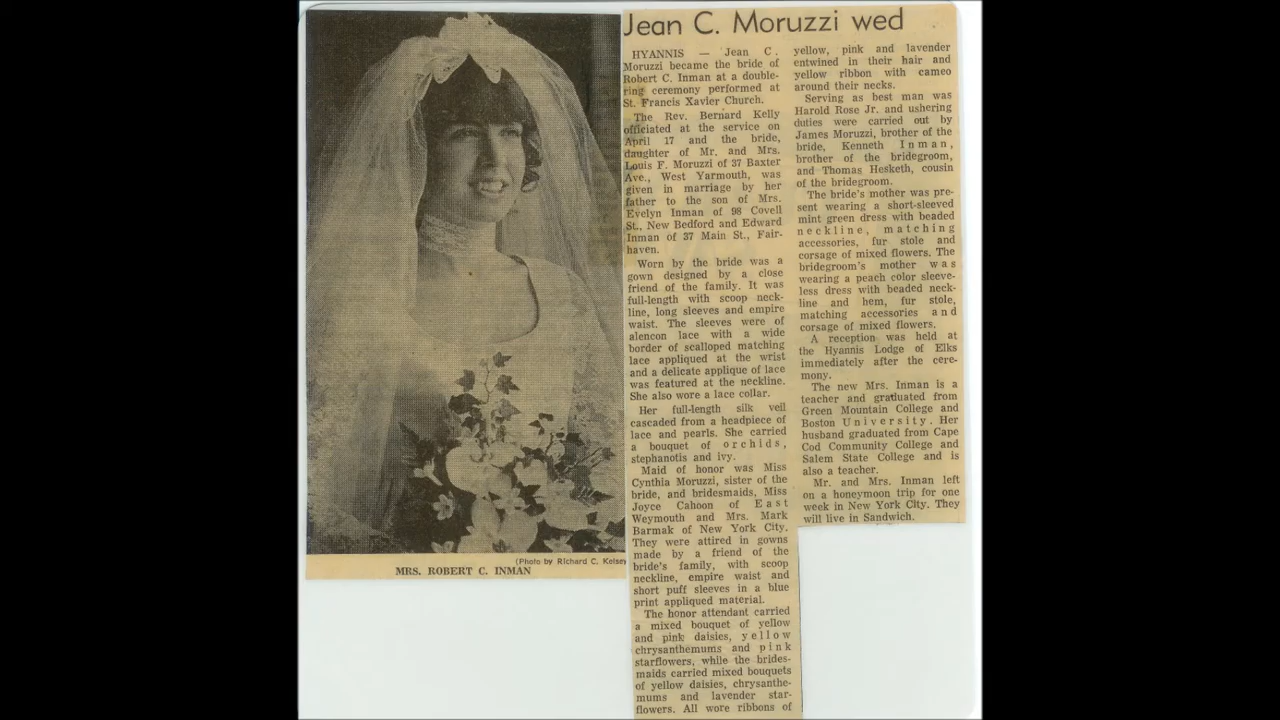 Jean C. Moruzzi wed
HYANNIS — Jean C.
Moruzzi became the bride of
Robert C. Inman at a double-
ring ceremony performed at
St. Francis Xavier Church.
The Rev. Bernard Kelly
officiated at the service on
April 17 and the bride,
daughter of Mr. and Mrs.
Louis F. Moruzzi of 37 Baxter
Ave., West Yarmouth, was
given in marriage by her
father to the son of Mrs.
Evelyn Inman of 98 Covell
St., New Bedford and Edward
Inman of 37 Main St., Fair-
haven.
Worn by the bride was a
gown designed by a close
friend of the family. It was
full-length with scoop neck-
line, long sleeves and empire
waist. The sleeves were of
alencon lace with a wide
border of scalloped matching
lace appliqued at the wrist
and a delicate applique of lace
was featured at the neckline.
She also wore a lace collar.
Her full-length silk veil
cascaded from a headpiece of
lace and pearls. She carried
a bouquet of orchids,
stephanotis and ivy.
Maid of honor was Miss
Cynthia Moruzzi, sister of the
bride, and bridesmaids, Miss
Joyce Cahoon of East
Weymouth and Mrs. Mark
Barmak of New York City.
They were attired in gowns
made by a friend of the
bride's family, with scoop
neckline, empire waist and
short puff sleeves in a blue
print appliqued material.
The honor attendant carried
a mixed bouquet of yellow
and pink daisies, yellow
chrysanthemums and pink
starflowers, while the brides-
maids carried mixed bouquets
of yellow daisies, chrysanthe-
mums and lavender star-
flowers. All wore ribbons of
yellow, pink and lavender
entwined in their hair and
yellow ribbon with cameo
around their necks.
Serving as best man was
Harold Rose Jr. and ushering
duties were carried out by
James Moruzzi, brother of the
bride, Kenneth Inman,
brother of the bridegroom,
and Thomas Hesketh, cousin
of the bridegroom.
The bride's mother was pre-
sent wearing a short-sleeved
mint green dress with beaded
neckline, matching
accessories, fur stole and
corsage of mixed flowers. The
bridegroom's mother was
wearing a peach color sleeve-
less dress with beaded neck-
line and hem, fur stole,
matching accessories and
corsage of mixed flowers.
A reception was held at
the Hyannis Lodge of Elks
immediately after the cere-
mony.
The new Mrs. Inman is a
teacher and graduated from
Green Mountain College and
Boston University. Her
husband graduated from Cape
Cod Community College and
Salem State College and is
also a teacher.
Mr. and Mrs. Inman left
on a honeymoon trip for one
week in New York City. They
will live in Sandwich.
(Photo by Richard C. Kelsey
MRS. ROBERT C. INMAN